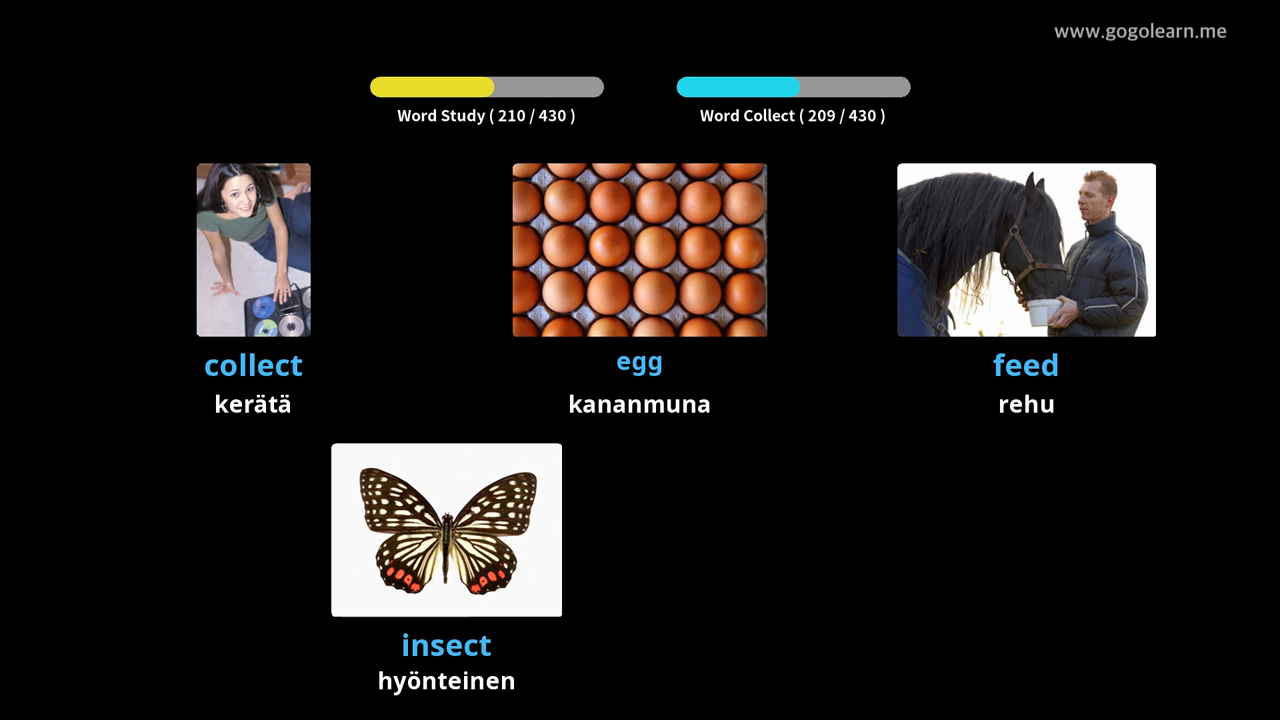 www.gogolearn.me
Word Study ( 210 / 430 )
Word Collect ( 209 / 430 )
collect
egg
feed
kerätä
kananmuna
rehu
insect
hyönteinen